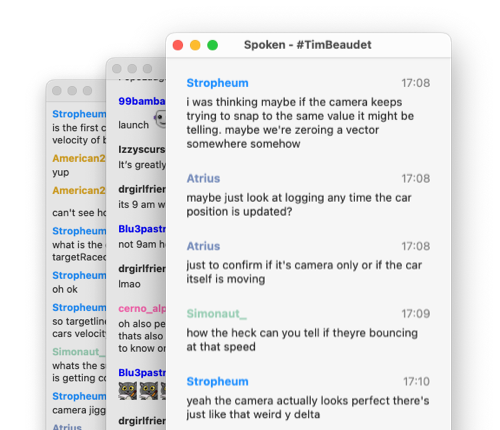 Spoken - #TimBeaudet
Stropheum 17:08
i was thinking maybe if the camera keeps
trying to snap to the same value it might be
telling. maybe we're zeroing a vector
somewhere somehow
Atrius 17:08
maybe just look at logging any time the car
position is updated?
Atrius 17:08
just to confirm if it's camera only or if the car
itself is moving
Simonaut_ 17:09
how the heck can you tell if theyre bouncing
at that speed
Stropheum 17:10
yeah the camera actually looks perfect there's
just like that weird y delta
99bamba
launch
Izzyscurs
It's greatly
drgirlfrien
its 9 am w
Blu3pastr
not 9am h
drgirlfrien
lmao
cerno_alp
oh also pe
thats also
to know or
Blu3pastr
drgirlfrien
Stropheum
is the first c
velocity of b
American2
yup
American2
can't see ho
Stropheum
what is the
targetRaced
Stropheum
oh ok
Stropheum
so targetline
cars velocit
Simonaut_
whats the su
is getting co
Stropheum
camera jigg
Atrius